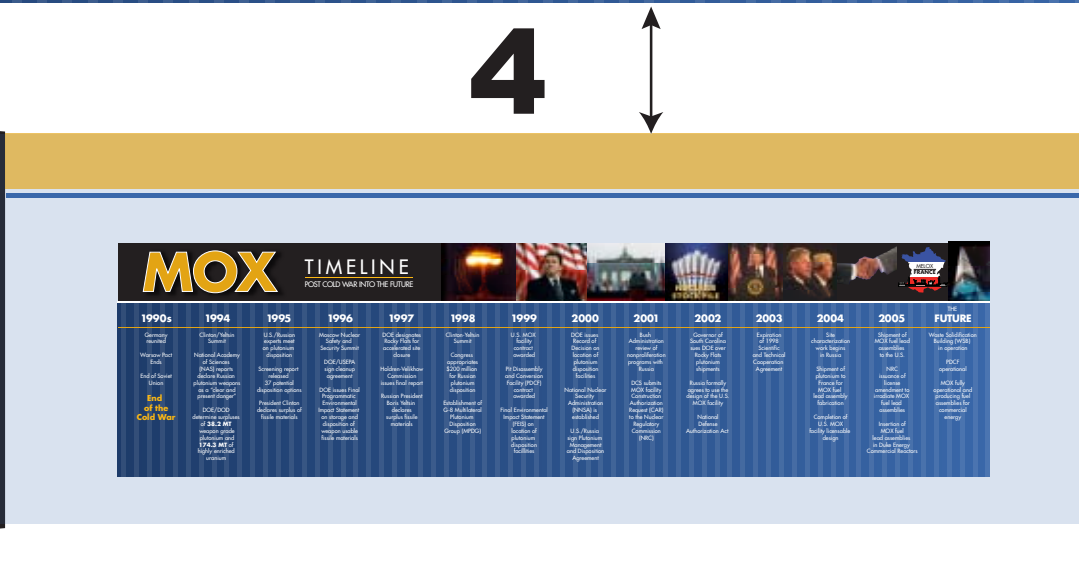 4
MOX
TIMELINE
POST COLD WAR INTO THE FUTURE
MELOX
FRANCE
NUCLEAR
STOCKPILE
1990s
Germany
reunited
Warsaw Pact
Ends
End of Soviet
Union
End
of the
Cold War
1994
Clinton/Yeltsin
Summit
National Academy
of Sciences
(NAS) reports
declare Russian
plutonium weapons
as a "clear and
present danger"
DOE/DOD
determine surpluses
of 38.2 MT
weapon grade
plutonium and
174.3 MT of
highly enriched
uranium
1995
U.S./Russian
experts meet
on plutonium
disposition
Screening report
released
37 potential
disposition options
President Clinton
declares surplus of
fissile materials
1996
Moscow Nuclear
Safety and
Security Summit
DOE/USEPA
sign cleanup
agreement
DOE issues Final
Programmatic
Environmental
Impact Statement
on storage and
disposition of
weapon usable
fissile materials
1997
DOE designates
Rocky Flats for
accelerated site
closure
Holdren-Velikhov
Commission
issues final report
Russian President
Boris Yeltsin
declares
surplus fissile
materials
1998
Clinton-Yeltsin
Summit
Congress
appropriates
$200 million
for Russian
plutonium
disposition
Establishment of
G-8 Multilateral
Plutonium
Disposition
Group (MPDG)
1999
U.S. MOX
facility
contract
awarded
Pit Disassembly
and Conversion
Facility (PDCF)
contract
awarded
Final Environmental
Impact Statement
(FEIS) on
location of
plutonium
disposition
facilities
2000
DOE issues
Record of
Decision on
location of
plutonium
disposition
facilities
National Nuclear
Security
Administration
(NNSA) is
established
U.S./Russia
sign Plutonium
Management
and Disposition
Agreement
2001
Bush
Administration
review of
nonproliferation
programs with
Russia
DCS submits
MOX facility
Construction
Authorization
Request (CAR)
to the Nuclear
Regulatory
Commission
(NRC)
2002
Governor of
South Carolina
sues DOE over
Rocky Flats
plutonium
shipments
Russia formally
agrees to use the
design of the U.S.
MOX facility
National
Defense
Authorization Act
2003
Expiration
of 1998
Scientific
and Technical
Cooperation
Agreement
2004
Site
characterization
work begins
in Russia
Shipment of
plutonium to
France for
MOX fuel
lead assembly
fabrication
Completion of
U.S. MOX
facility licensable
design
2005
Shipment of
MOX fuel lead
assemblies
to the U.S.
NRC
issuance of
license
amendment to
irradiate MOX
fuel lead
assemblies
Insertion of
MOX fuel
lead assemblies
in Duke Energy
Commercial Reactors
THE
FUTURE
Waste Solidification
Building (WSB)
in operation
PDCF
operational
MOX fully
operational and
producing fuel
assemblies for
commercial
energy